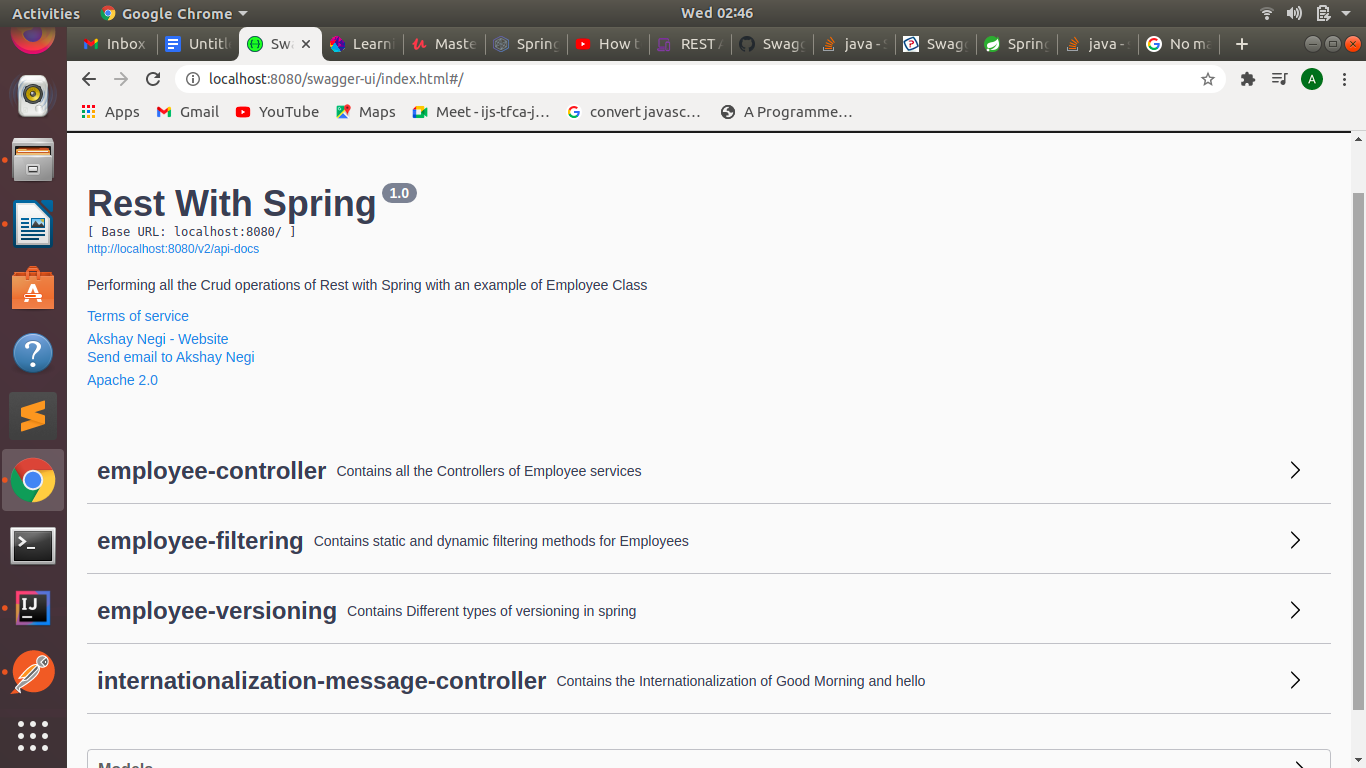 Activities Google Chrome Wed 02:46
Inbox Untitl Swa Learni Maste Spring How t REST A Swagg java - S Swagg Spring java - s No ma
localhost:8080/swagger-ui/index.html#/ A
Apps Gmail YouTube Maps Meet - ijs-tfca-j… convert javasc… A Programme…
Rest With Spring 1.0
[ Base URL: localhost:8080/ ]
http://localhost:8080/v2/api-docs
Performing all the Crud operations of Rest with Spring with an example of Employee Class
Terms of service
Akshay Negi - Website
Send email to Akshay Negi
Apache 2.0
employee-controller Contains all the Controllers of Employee services
employee-filtering Contains static and dynamic filtering methods for Employees
employee-versioning Contains Different types of versioning in spring
internationalization-message-controller Contains the Internationalization of Good Morning and hello
Models